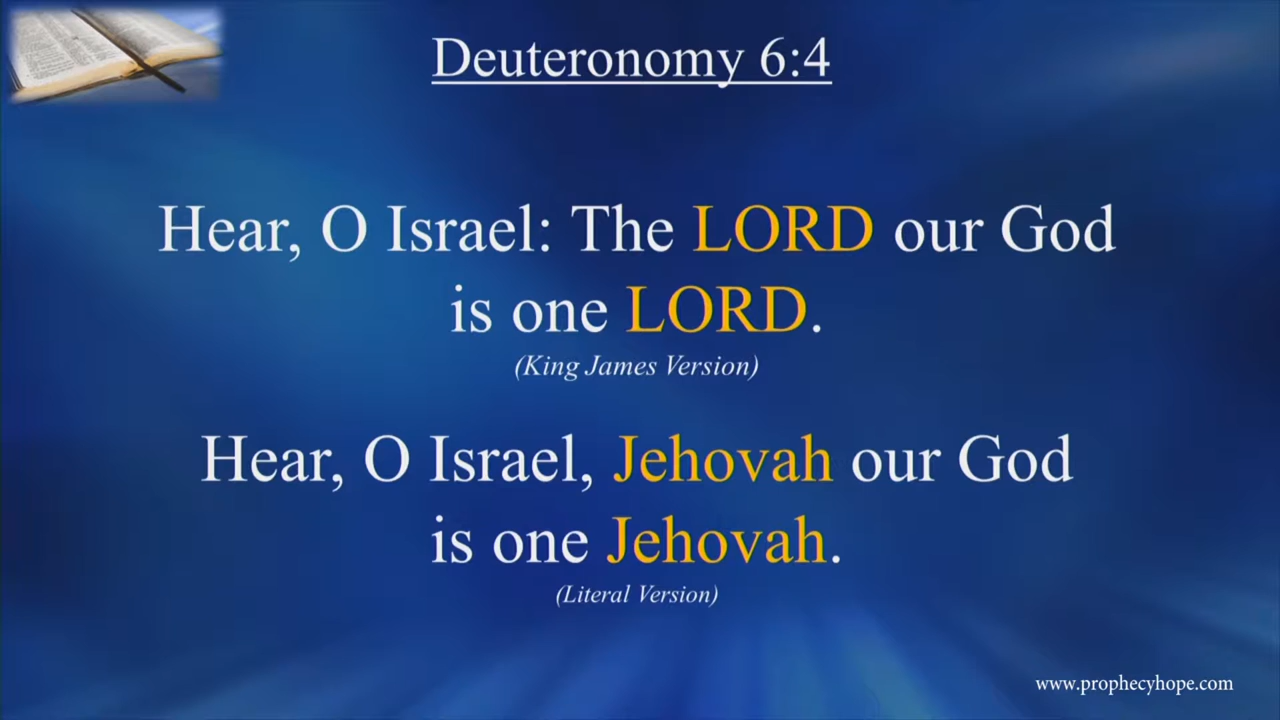 Deuteronomy 6:4
Hear, O Israel: The LORD our God
is one LORD.
(King James Version)
Hear, O Israel, Jehovah our God
is one Jehovah.
(Literal Version)
www.prophecyhope.com